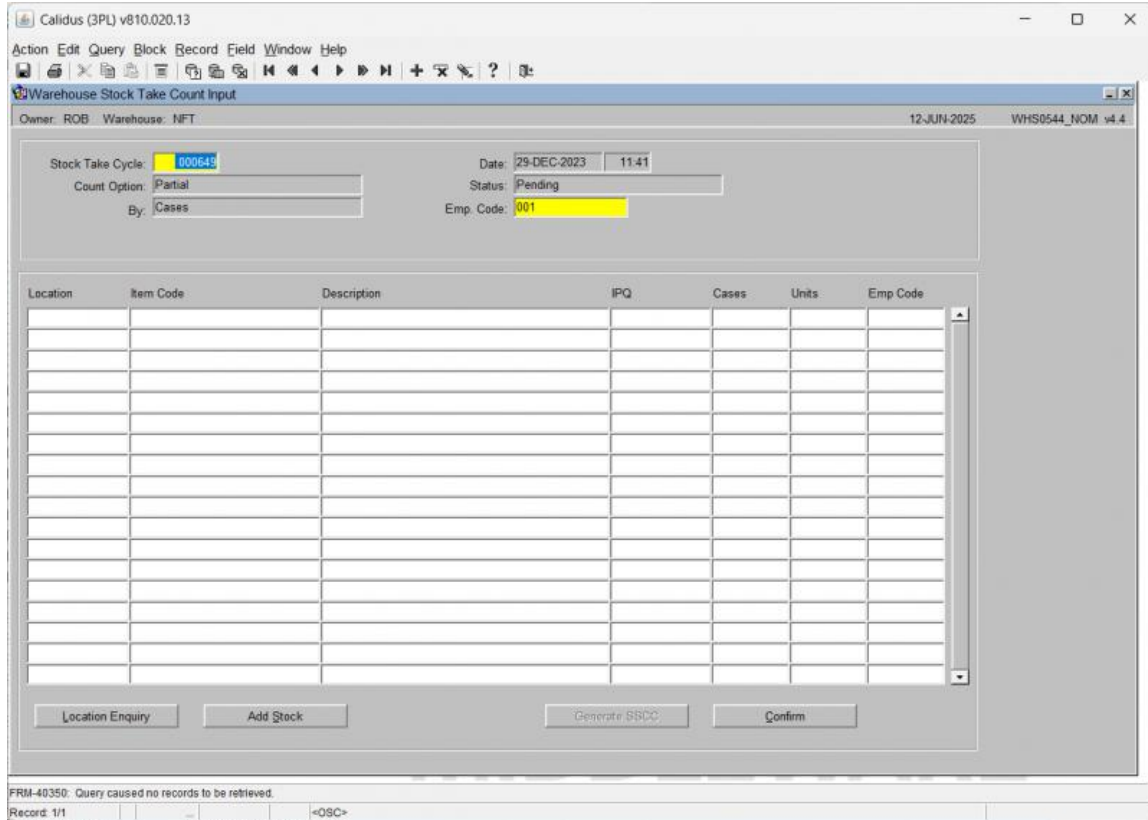 Calidus (3PL) v810.020.13
Action Edit Query Block Record Field Window Help
Warehouse Stock Take Count Input
Owner: ROB Warehouse: NFT 12-JUN-2025 WHS0544_NOM v4.4
Stock Take Cycle: 000649 Date: 29-DEC-2023 11:41
Count Option: Partial Status: Pending
By: Cases Emp. Code: 001
Location Item Code Description IPQ Cases Units Emp Code
Location Enquiry Add Stock Generate SSCC Confirm
FRM-40350: Query caused no records to be retrieved.
Record: 1/1 ... <OSC>